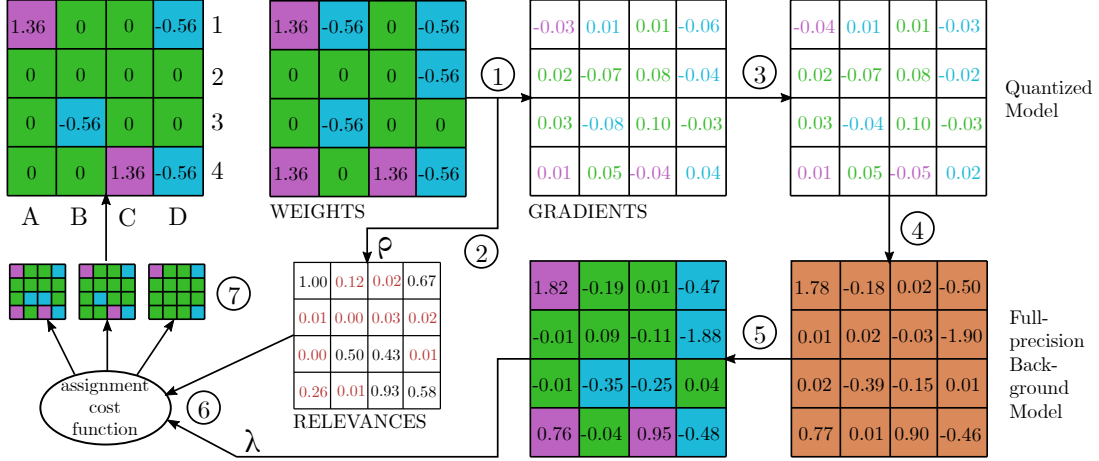 1.36 0 0 -0.56 1
0 0 0 0 2
0 -0.56 0 0 3
0 0 1.36 -0.56 4
A B C D
1.36 -0.56 0 -0.56
0 0 0 -0.56
0 -0.56 0 0
1.36 0 1.36 -0.56
WEIGHTS
1
-0.03 0.01 0.01 -0.06
0.02 -0.07 0.08 -0.04
0.03 -0.08 0.10 -0.03
0.01 0.05 -0.04 0.04
GRADIENTS
3
-0.04 0.01 0.01 -0.03
0.02 -0.07 0.08 -0.02
0.03 -0.04 0.10 -0.03
0.01 0.05 -0.05 0.02
Quantized
Model
2
ρ
4
7
1.00 0.12 0.02 0.67
0.01 0.00 0.03 0.02
0.00 0.50 0.43 0.01
0.26 0.01 0.93 0.58
RELEVANCES
1.82 -0.19 0.01 -0.47
-0.01 0.09 -0.11 -1.88
-0.01 -0.35 -0.25 0.04
0.76 -0.04 0.95 -0.48
5
1.78 -0.18 0.02 -0.50
0.01 0.02 -0.03 -1.90
0.02 -0.39 -0.15 0.01
0.77 0.01 0.90 -0.46
Full-
precision
Back-
ground
Model
assignment
cost
function
6
λ